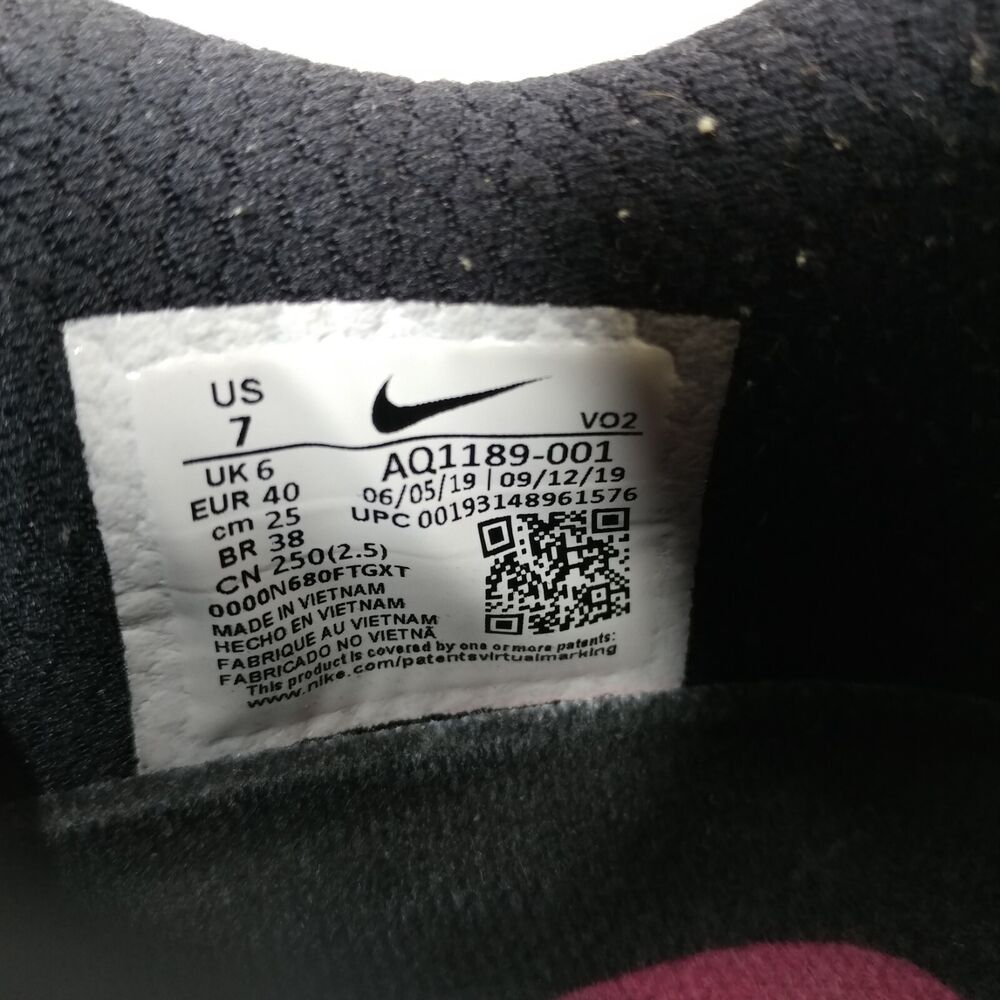 US
7
VO2
UK 6
EUR 40
cm 25
BR 38
CN 250(2.5)
AQ1189-001
06/05/19 | 09/12/19
UPC 00193148961576
0000N680FTGXT
MADE IN VIETNAM
HECHO EN VIETNAM
FABRIQUE AU VIETNAM
FABRICADO NO VIETNÃ
This product is covered by one or more patents:
www.nike.com/patentsvirtualmarking